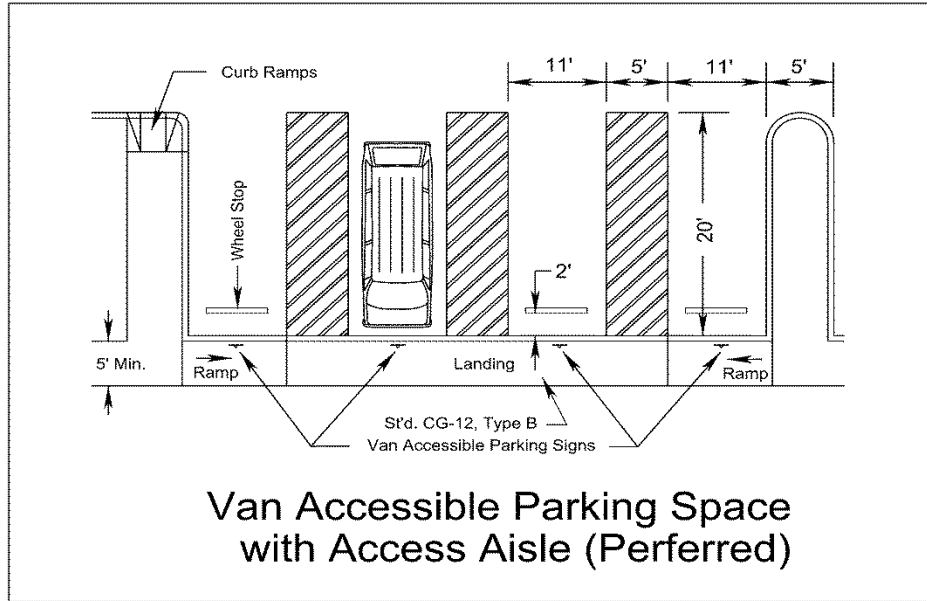 Curb Ramps
11'
5'
11'
5'
Wheel Stop
20'
2'
5' Min.
Ramp
Landing
Ramp
St'd. CG-12, Type B
Van Accessible Parking Signs
Van Accessible Parking Space
with Access Aisle (Perferred)